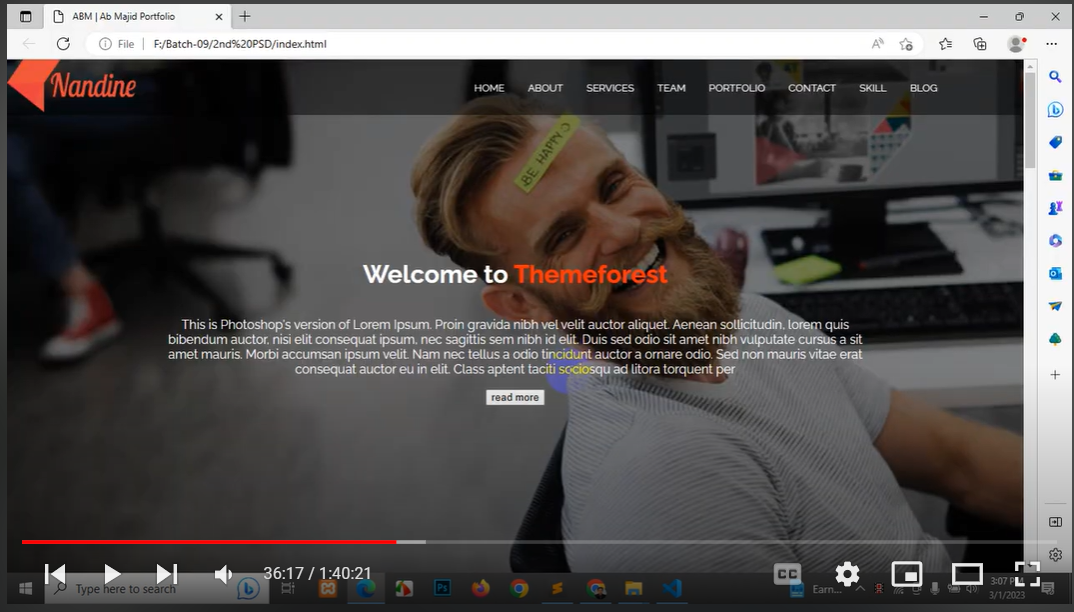 ABM | Ab Majid Portfolio
File
F:/Batch-09/2nd%20PSD/index.html
Nandine
HOME ABOUT SERVICES TEAM PORTFOLIO CONTACT SKILL BLOG
BE HAPPY
Welcome to Themeforest
This is Photoshop's version of Lorem Ipsum. Proin gravida nibh vel velit auctor aliquet. Aenean sollicitudin, lorem quis
bibendum auctor, nisi elit consequat ipsum, nec sagittis sem nibh id elit. Duis sed odio sit amet nibh vulputate cursus a sit
amet mauris. Morbi accumsan ipsum velit. Nam nec tellus a odio tincidunt auctor a ornare odio. Sed non mauris vitae erat
consequat auctor eu in elit. Class aptent taciti sociosqu ad litora torquent per
read more
36:17 / 1:40:21
CC
Type here to search
Ps
Earn...
3:07
3/1/2023